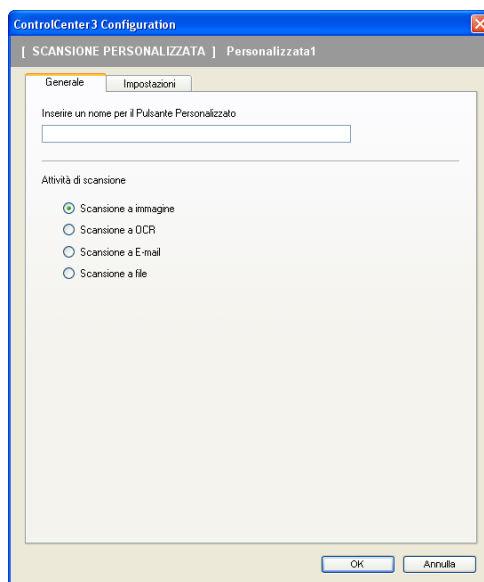 ControlCenter3 Configuration
[ SCANSIONE PERSONALIZZATA ] Personalizzata1
Generale Impostazioni
Inserire un nome per il Pulsante Personalizzato
Attività di scansione
Scansione a immagine
Scansione a OCR
Scansione a E-mail
Scansione a file
OK Annulla